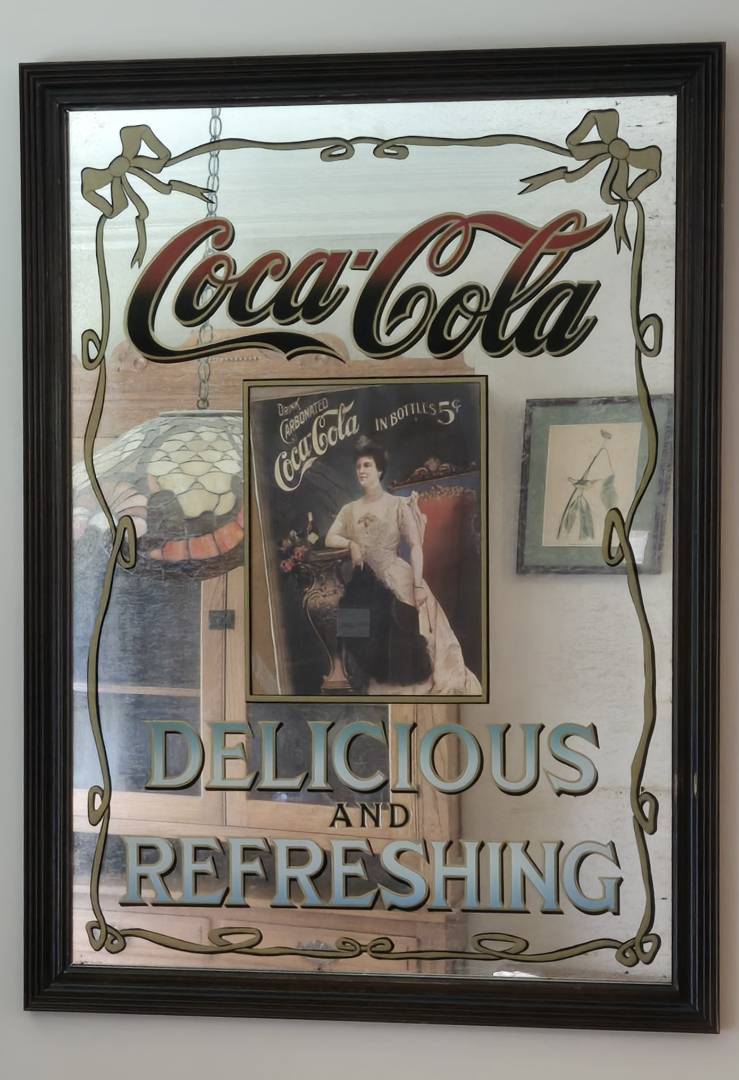 Coca-Cola
DRINK
CARBONATED
Coca-Cola
IN BOTTLES 5¢
DELICIOUS
AND
REFRESHING